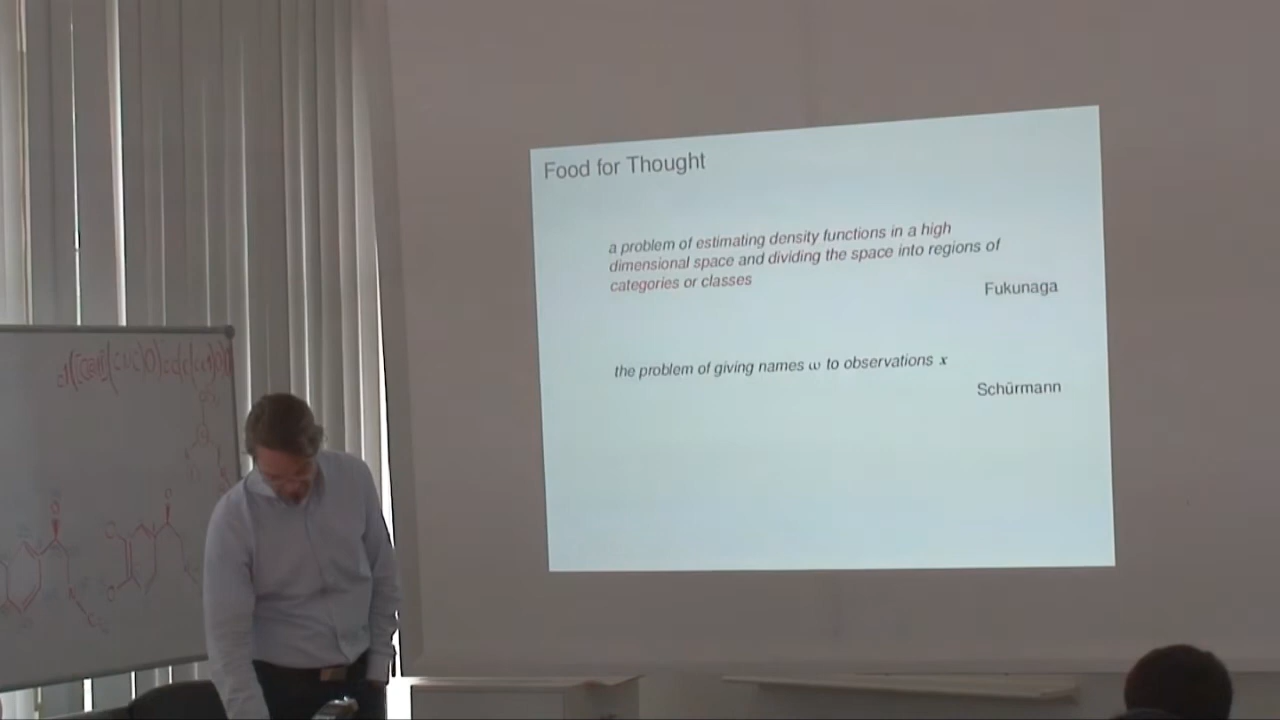 Food for Thought
a problem of estimating density functions in a high
dimensional space and dividing the space into regions of
categories or classes
Fukunaga
the problem of giving names ω to observations x
Schürmann